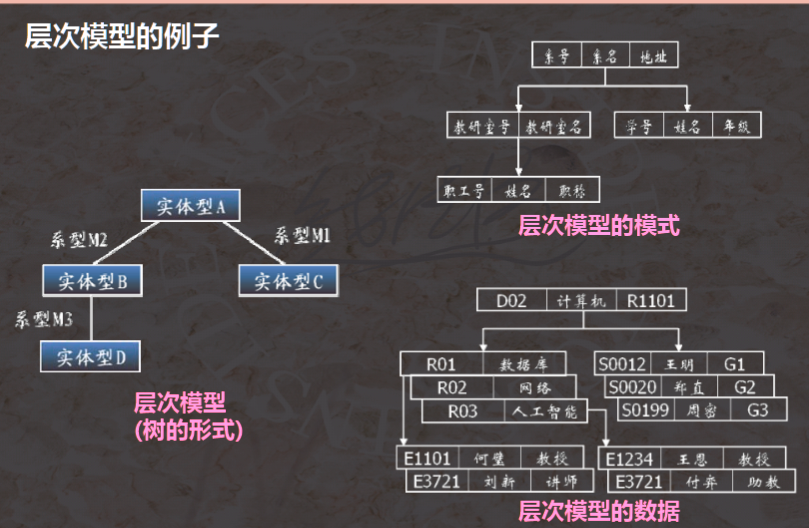 层次模型的例子
系号 系名 地址
教研室号 教研室名 学号 姓名 年级
职工号 姓名 职称
层次模型的模式
实体型A
系型M2 系型M1
实体型B 实体型C
系型M3
实体型D
层次模型
(树的形式)
D02 计算机 R1101
R01 数据库 S0012 王明 G1
R02 网络 S0020 郑直 G2
R03 人工智能 S0199 周密 G3
E1101 何璧 教授 E1234 王恩 教授
E3721 刘新 讲师 E3721 付弈 助教
层次模型的数据